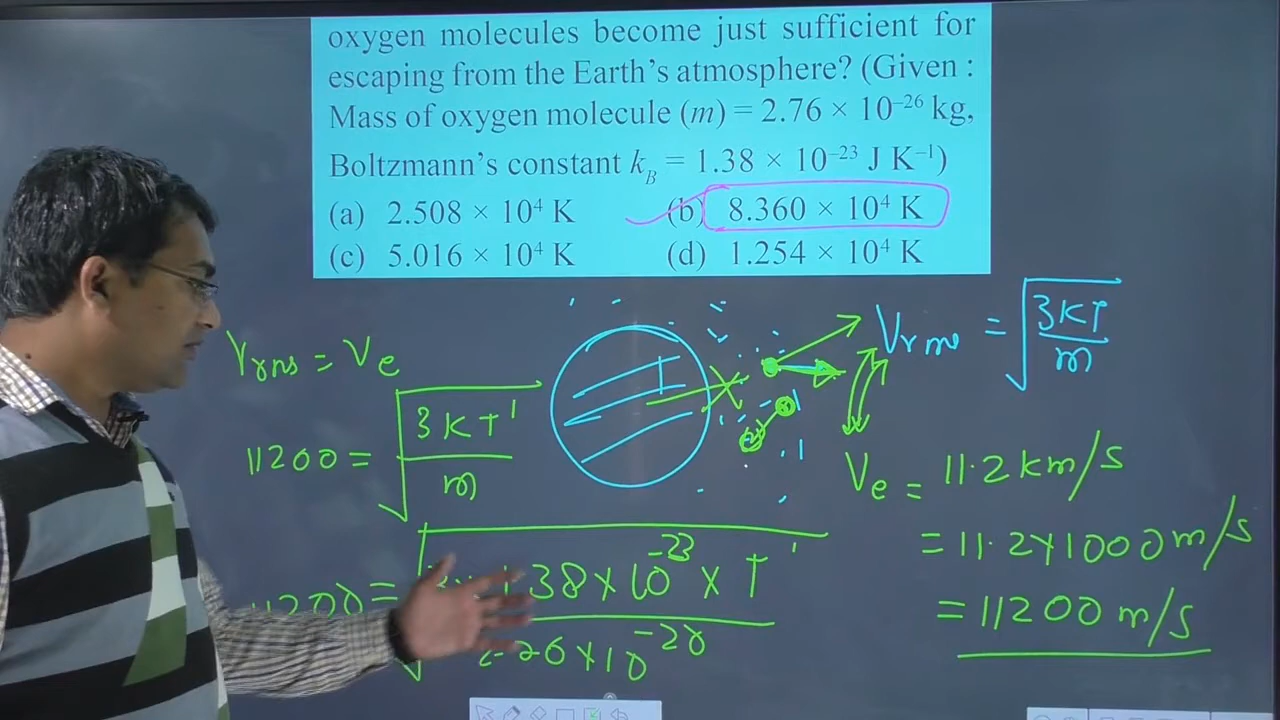 oxygen molecules become just sufficient for
escaping from the Earth's atmosphere? (Given :
Mass of oxygen molecule (m) = 2.76 × 10⁻²⁶ kg,
Boltzmann's constant k_B = 1.38 × 10⁻²³ J K⁻¹)
(a) 2.508 × 10⁴ K (b) 8.360 × 10⁴ K
(c) 5.016 × 10⁴ K (d) 1.254 × 10⁴ K
Vrms = √(3KT/m)
Vrms = Ve
11200 = √(3KT'/m)
Ve = 11.2 km/s
= 11.2×1000 m/s
= 11200 m/s
11200 = 38×10⁻²³ × T'
76×10⁻²⁶